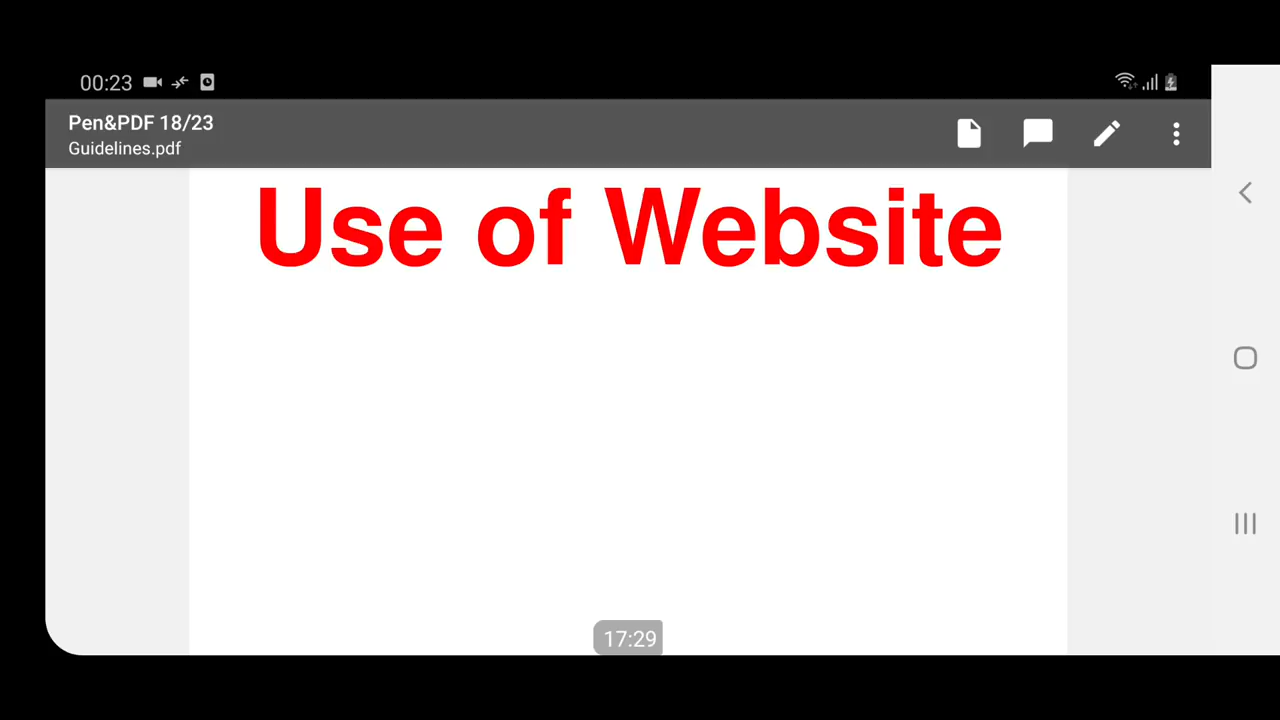 00:23
Pen&PDF 18/23
Guidelines.pdf
Use of Website
17:29